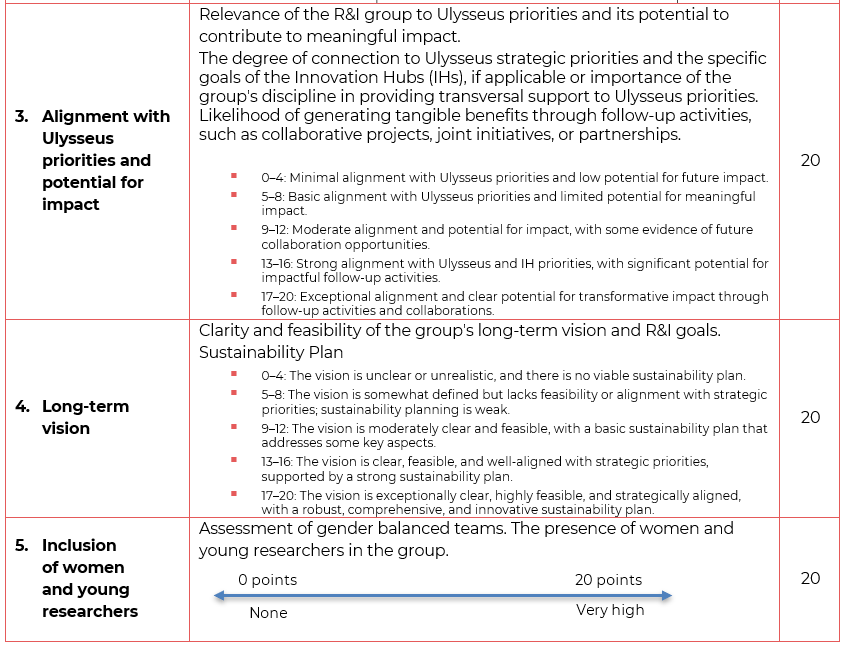 3. Alignment with
Ulysseus
priorities and
potential for
impact
Relevance of the R&I group to Ulysseus priorities and its potential to
contribute to meaningful impact.
The degree of connection to Ulysseus strategic priorities and the specific
goals of the Innovation Hubs (IHs), if applicable or importance of the
group's discipline in providing transversal support to Ulysseus priorities.
Likelihood of generating tangible benefits through follow-up activities,
such as collaborative projects, joint initiatives, or partnerships.
0–4: Minimal alignment with Ulysseus priorities and low potential for future impact.
5–8: Basic alignment with Ulysseus priorities and limited potential for meaningful
impact.
9–12: Moderate alignment and potential for impact, with some evidence of future
collaboration opportunities.
13–16: Strong alignment with Ulysseus and IH priorities, with significant potential for
impactful follow-up activities.
17–20: Exceptional alignment and clear potential for transformative impact through
follow-up activities and collaborations.
20
4. Long-term
vision
Clarity and feasibility of the group's long-term vision and R&I goals.
Sustainability Plan
0–4: The vision is unclear or unrealistic, and there is no viable sustainability plan.
5–8: The vision is somewhat defined but lacks feasibility or alignment with strategic
priorities; sustainability planning is weak.
9–12: The vision is moderately clear and feasible, with a basic sustainability plan that
addresses some key aspects.
13–16: The vision is clear, feasible, and well-aligned with strategic priorities,
supported by a strong sustainability plan.
17–20: The vision is exceptionally clear, highly feasible, and strategically aligned,
with a robust, comprehensive, and innovative sustainability plan.
20
5. Inclusion
of women
and young
researchers
Assessment of gender balanced teams. The presence of women and
young researchers in the group.
0 points
20 points
None
Very high
20